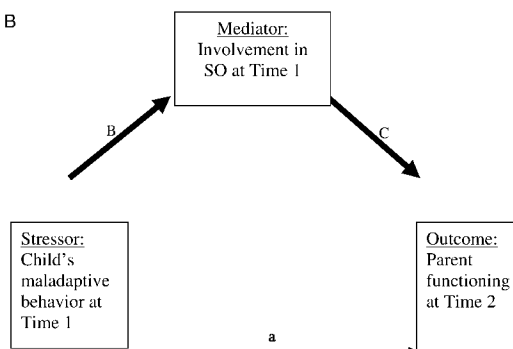 B
Mediator:
Involvement in
SO at Time 1
B
C
Stressor:
Child's
maladaptive
behavior at
Time 1
Outcome:
Parent
functioning
at Time 2
a